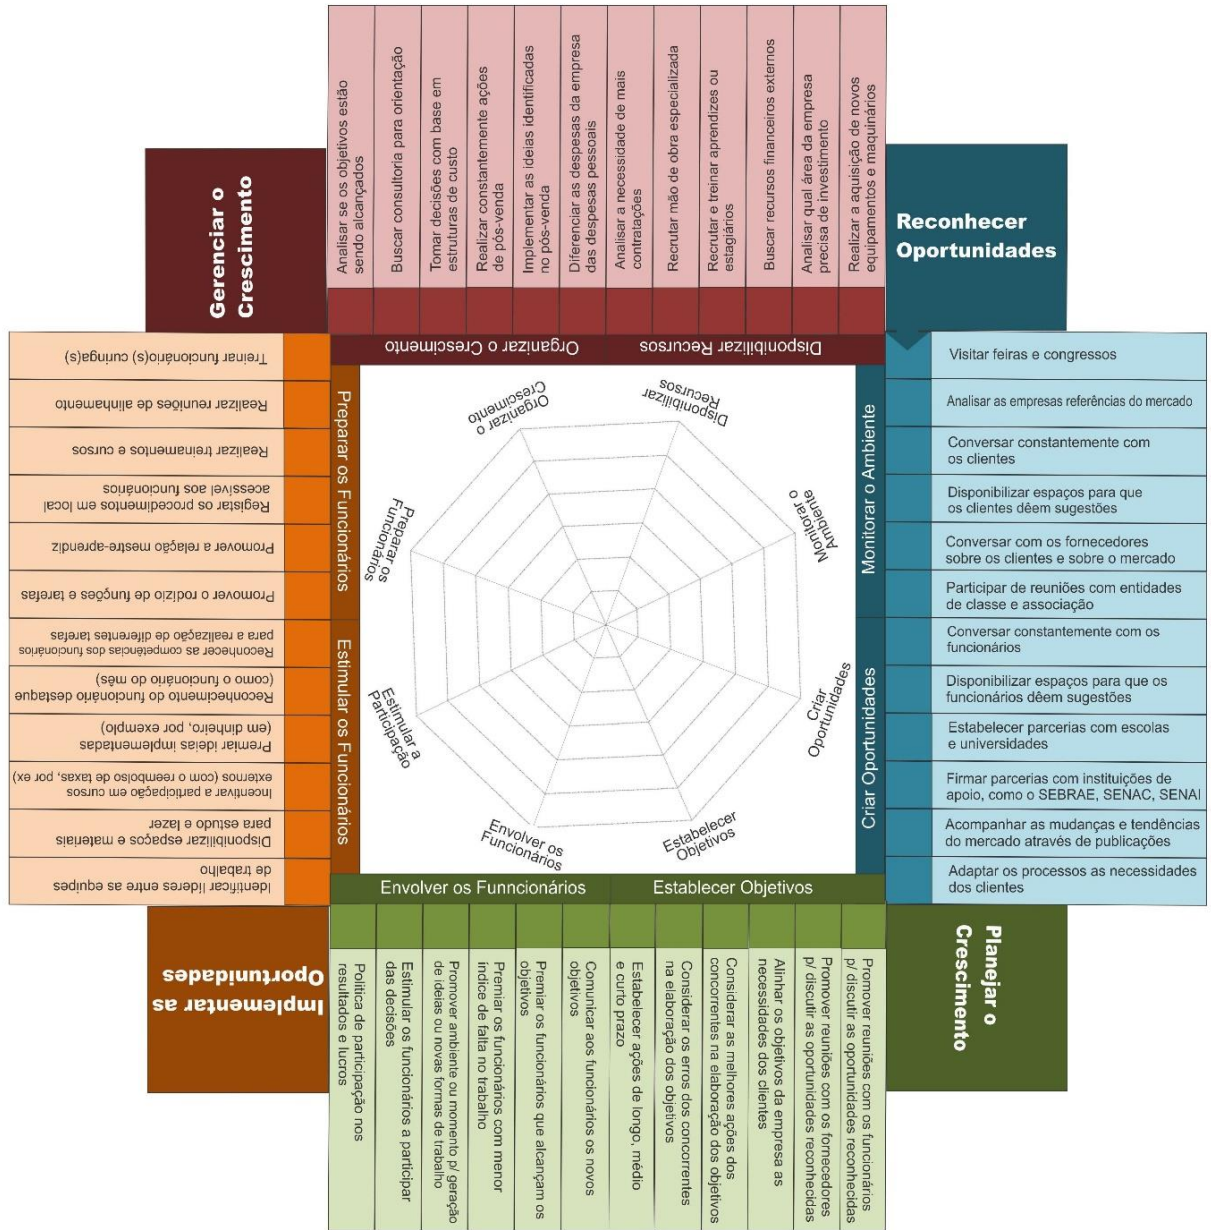 Gerenciar o
Crescimento
Analisar se os objetivos estão
sendo alcançados
Buscar consultoria para orientação
Tomar decisões com base em
estruturas de custo
Realizar constantemente ações
de pós-venda
Implementar as ideias identificadas
no pós-venda
Diferenciar as despesas da empresa
das despesas pessoais
Analisar a necessidade de mais
contratações
Recrutar mão de obra especializada
Recrutar e treinar aprendizes ou
estagiários
Buscar recursos financeiros externos
Analisar qual área da empresa
precisa de investimento
Realizar a aquisição de novos
equipamentos e maquinários
Organizar o Crescimento
Disponibilizar Recursos
Reconhecer
Oportunidades
Monitorar o Ambiente
Visitar feiras e congressos
Analisar as empresas referências do mercado
Conversar constantemente com
os clientes
Disponibilizar espaços para que
os clientes dêem sugestões
Conversar com os fornecedores
sobre os clientes e sobre o mercado
Participar de reuniões com entidades
de classe e associação
Criar Oportunidades
Conversar constantemente com os
funcionários
Disponibilizar espaços para que os
funcionários dêem sugestões
Estabelecer parcerias com escolas
e universidades
Firmar parcerias com instituições de
apoio, como o SEBRAE, SENAC, SENAI
Acompanhar as mudanças e tendências
do mercado através de publicações
Adaptar os processos as necessidades
dos clientes
Planejar o
Crescimento
Establecer Objetivos
Promover reuniões com os funcionários
p/ discutir as oportunidades reconhecidas
Promover reuniões com os fornecedores
p/ discutir as oportunidades reconhecidas
Alinhar os objetivos da empresa as
necessidades dos clientes
Considerar as melhores ações dos
concorrentes na elaboração dos objetivos
Considerar os erros dos concorrentes
na elaboração dos objetivos
Estabelecer ações de longo, médio
e curto prazo
Envolver os Funncionários
Comunicar aos funcionários os novos
objetivos
Premiar os funcionários que alcançam os
objetivos
Premiar os funcionários com menor
índice de falta no trabalho
Promover ambiente ou momento p/ geração
de ideias ou novas formas de trabalho
Estimular os funcionários a participar
das decisões
Política de participação nos
resultados e lucros
Implementar as
Oportunidades
Estimular os Funcionários
Identificar líderes entre as equipes
de trabalho
Disponibilizar espaços e materiais
para estudo e lazer
Incentivar a participação em cursos
externos (com o reembolso de taxas, por ex)
Premiar ideias implementadas
(em dinheiro, por exemplo)
Reconhecimento do funcionário destaque
(como o funcionário do mês)
Reconhecer as competências dos funcionários
para a realização de diferentes tarefas
Preparar os Funcionários
Promover o rodízio de funções e tarefas
Promover a relação mestre-aprendiz
Registar os procedimentos em local
acessível aos funcionários
Realizar treinamentos e cursos
Realizar reuniões de alinhamento
Treinar funcionário(s) curinga(s)
Organizar o
Crescimento
Disponibilizar
Recursos
Monitorar o
Ambiente
Criar
Oportunidades
Estabelecer
Objetivos
Envolver os
Funcionários
Estimular a
Participação
Preparar os
Funcionários